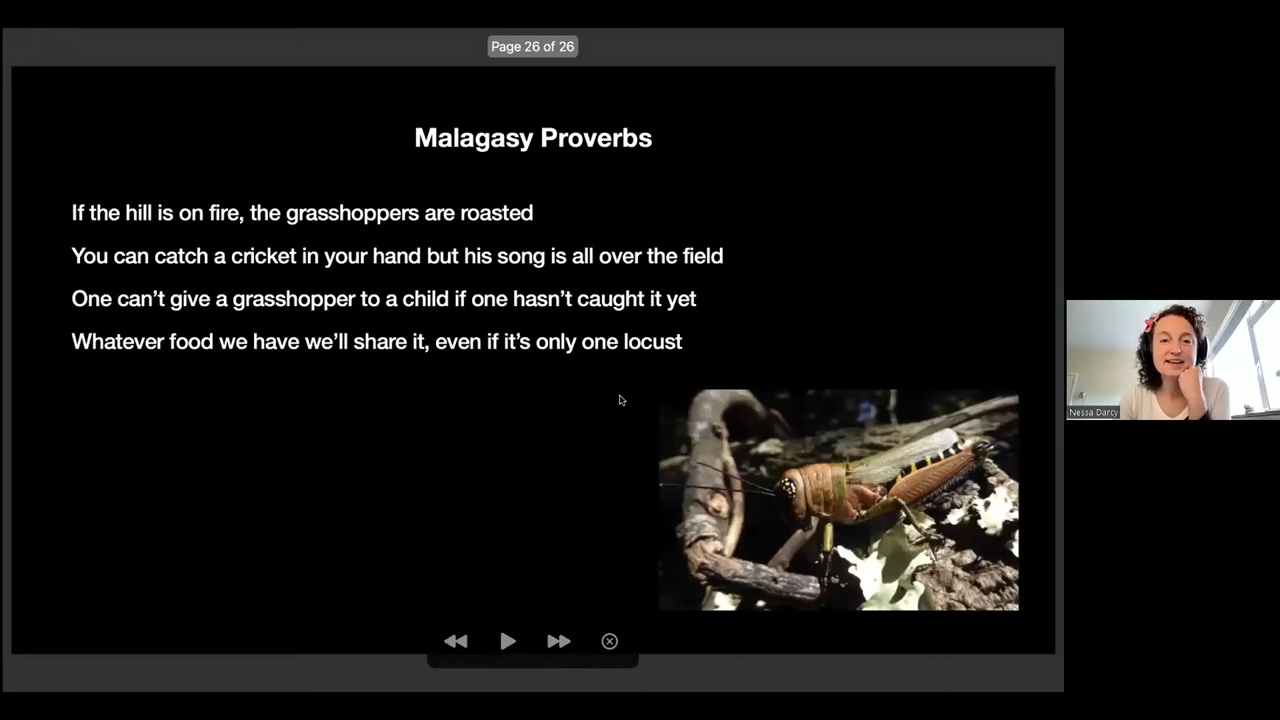 Page 26 of 26
Malagasy Proverbs
If the hill is on fire, the grasshoppers are roasted
You can catch a cricket in your hand but his song is all over the field
One can’t give a grasshopper to a child if one hasn’t caught it yet
Whatever food we have we’ll share it, even if it’s only one locust
Nessa Darcy